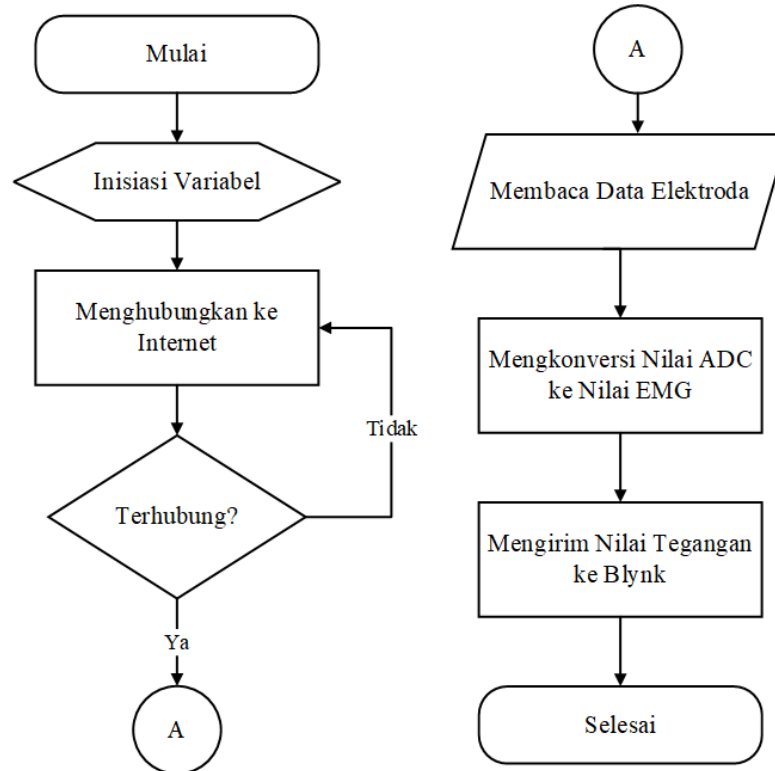 Mulai
Inisiasi Variabel
Menghubungkan ke
Internet
Tidak
Terhubung?
Ya
A
A
Membaca Data Elektroda
Mengkonversi Nilai ADC
ke Nilai EMG
Mengirim Nilai Tegangan
ke Blynk
Selesai